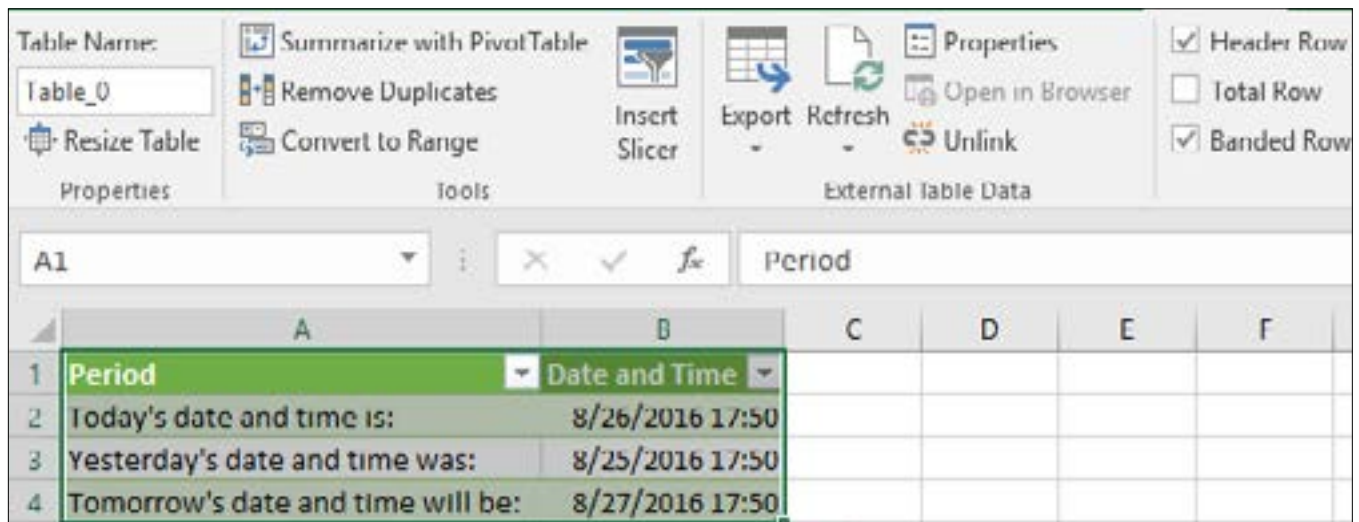 Table Name:
Table_0
Resize Table
Properties
Summarize with PivotTable
Remove Duplicates
Convert to Range
Tools
Insert
Slicer
Export
Refresh
Properties
Open in Browser
Unlink
External Table Data
Header Row
Total Row
Banded Row
A1
fx
Period
A B C D E F
1 Period Date and Time
2 Today's date and time is: 8/26/2016 17:50
3 Yesterday's date and time was: 8/25/2016 17:50
4 Tomorrow's date and time will be: 8/27/2016 17:50